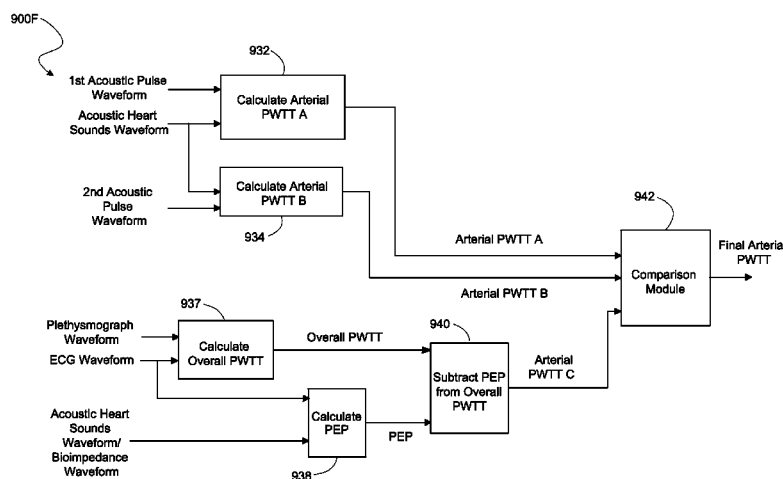 900F
932
1st Acoustic Pulse
Waveform
Acoustic Heart
Sounds Waveform
Calculate Arterial
PWTT A
2nd Acoustic
Pulse
Waveform
Calculate Arterial
PWTT B
934
942
Arterial PWTT A
Arterial PWTT B
Comparison
Module
Final Arterial
PWTT
937
Plethysmograph
Waveform
ECG Waveform
Calculate
Overall PWTT
Overall PWTT
940
Subtract PEP
from Overall
PWTT
Arterial
PWTT C
Acoustic Heart
Sounds
Waveform/
Bioimpedance
Waveform
Calculate
PEP
PEP
938